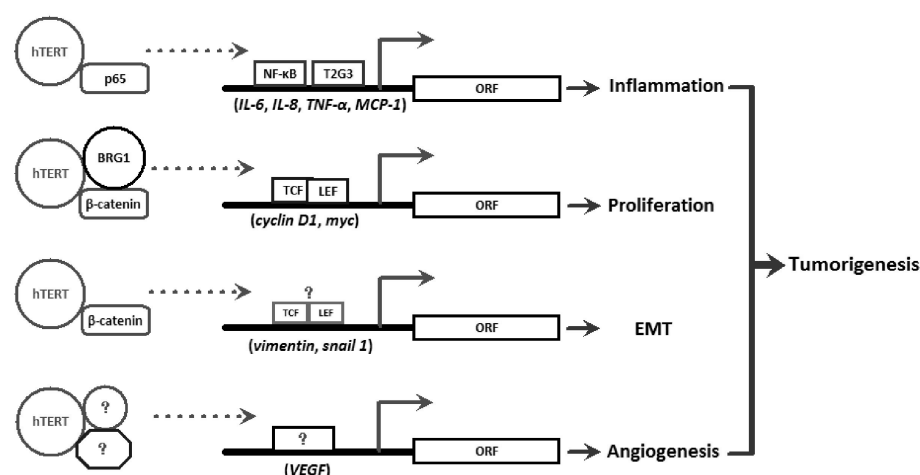 hTERT
p65
NF-κB T2G3
ORF
(IL-6, IL-8, TNF-α, MCP-1)
Inflammation
hTERT
BRG1
β-catenin
TCF LEF
ORF
(cyclin D1, myc)
Proliferation
Tumorigenesis
hTERT
β-catenin
?
TCF LEF
ORF
(vimentin, snail 1)
EMT
hTERT
?
?
?
ORF
(VEGF)
Angiogenesis